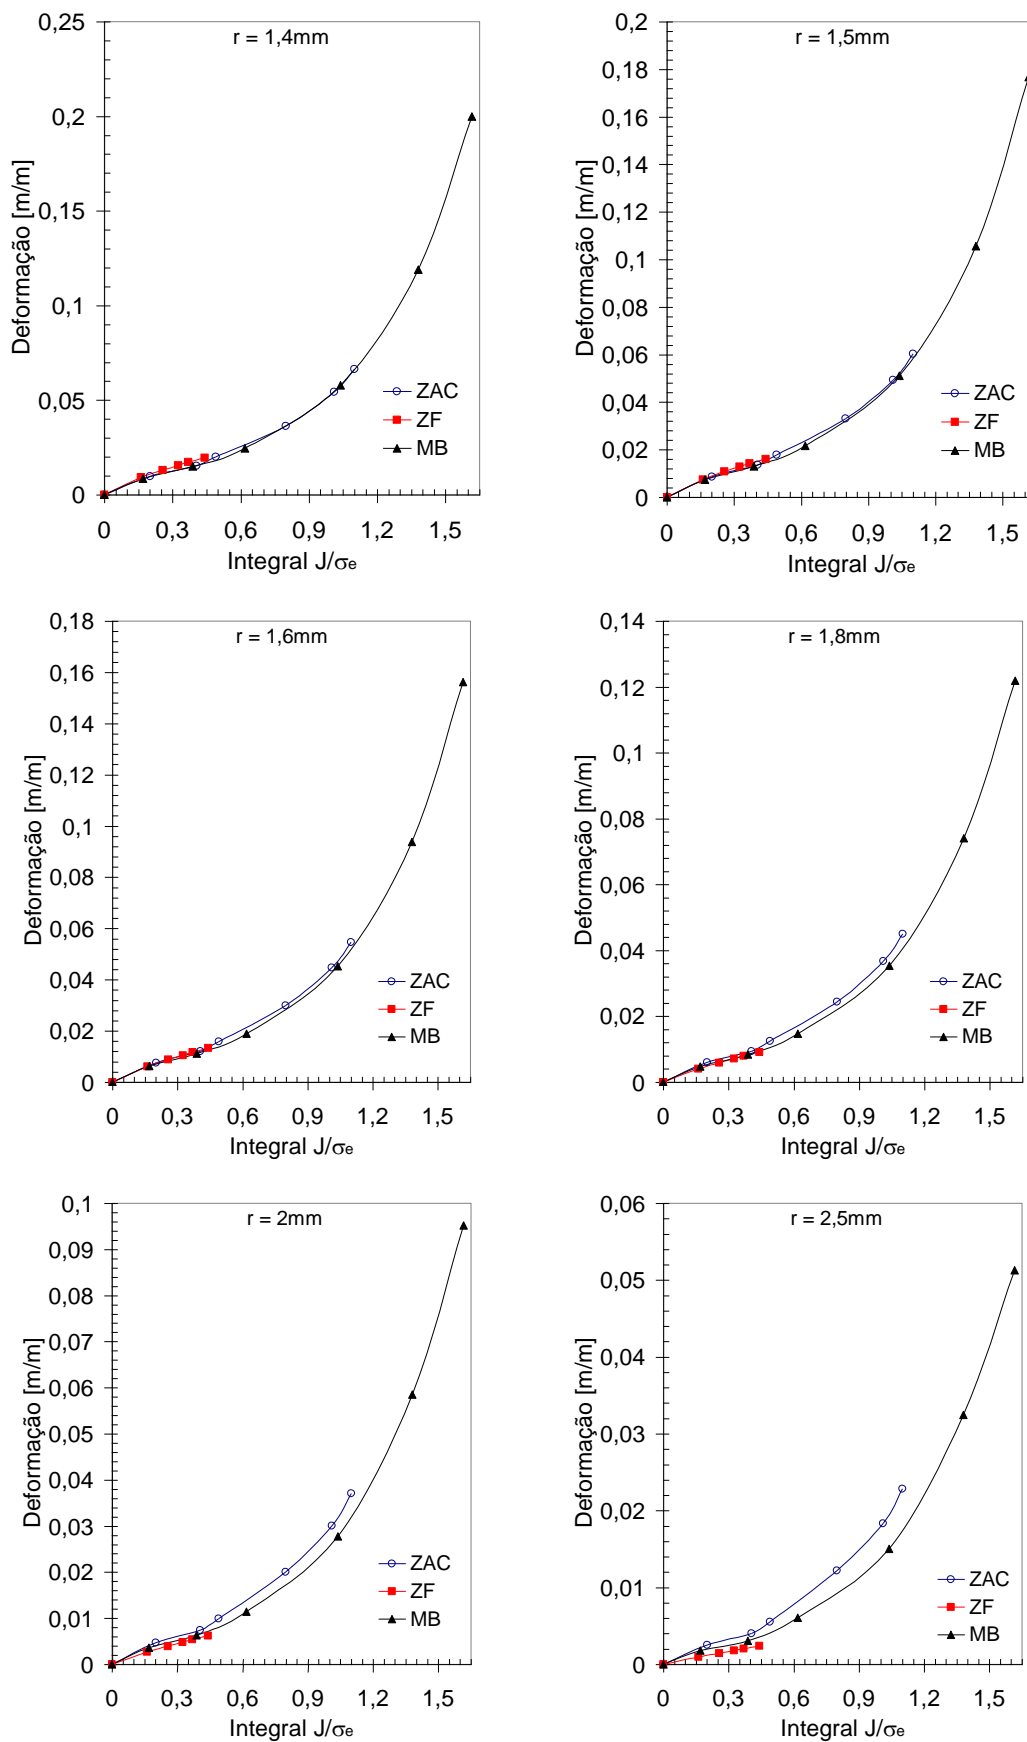 r = 1,4mm
Deformação [m/m]
0,25
0,2
0,15
0,1
0,05
0
0 0,3 0,6 0,9 1,2 1,5
Integral J/σe
ZAC
ZF
MB
r = 1,5mm
Deformação [m/m]
0,2
0,18
0,16
0,14
0,12
0,1
0,08
0,06
0,04
0,02
0
0 0,3 0,6 0,9 1,2 1,5
Integral J/σe
ZAC
ZF
MB
r = 1,6mm
Deformação [m/m]
0,18
0,16
0,14
0,12
0,1
0,08
0,06
0,04
0,02
0
0 0,3 0,6 0,9 1,2 1,5
Integral J/σe
ZAC
ZF
MB
r = 1,8mm
Deformação [m/m]
0,14
0,12
0,1
0,08
0,06
0,04
0,02
0
0 0,3 0,6 0,9 1,2 1,5
Integral J/σe
ZAC
ZF
MB
r = 2mm
Deformação [m/m]
0,1
0,09
0,08
0,07
0,06
0,05
0,04
0,03
0,02
0,01
0
0 0,3 0,6 0,9 1,2 1,5
Integral J/σe
ZAC
ZF
MB
r = 2,5mm
Deformação [m/m]
0,06
0,05
0,04
0,03
0,02
0,01
0
0 0,3 0,6 0,9 1,2 1,5
Integral J/σe
ZAC
ZF
MB